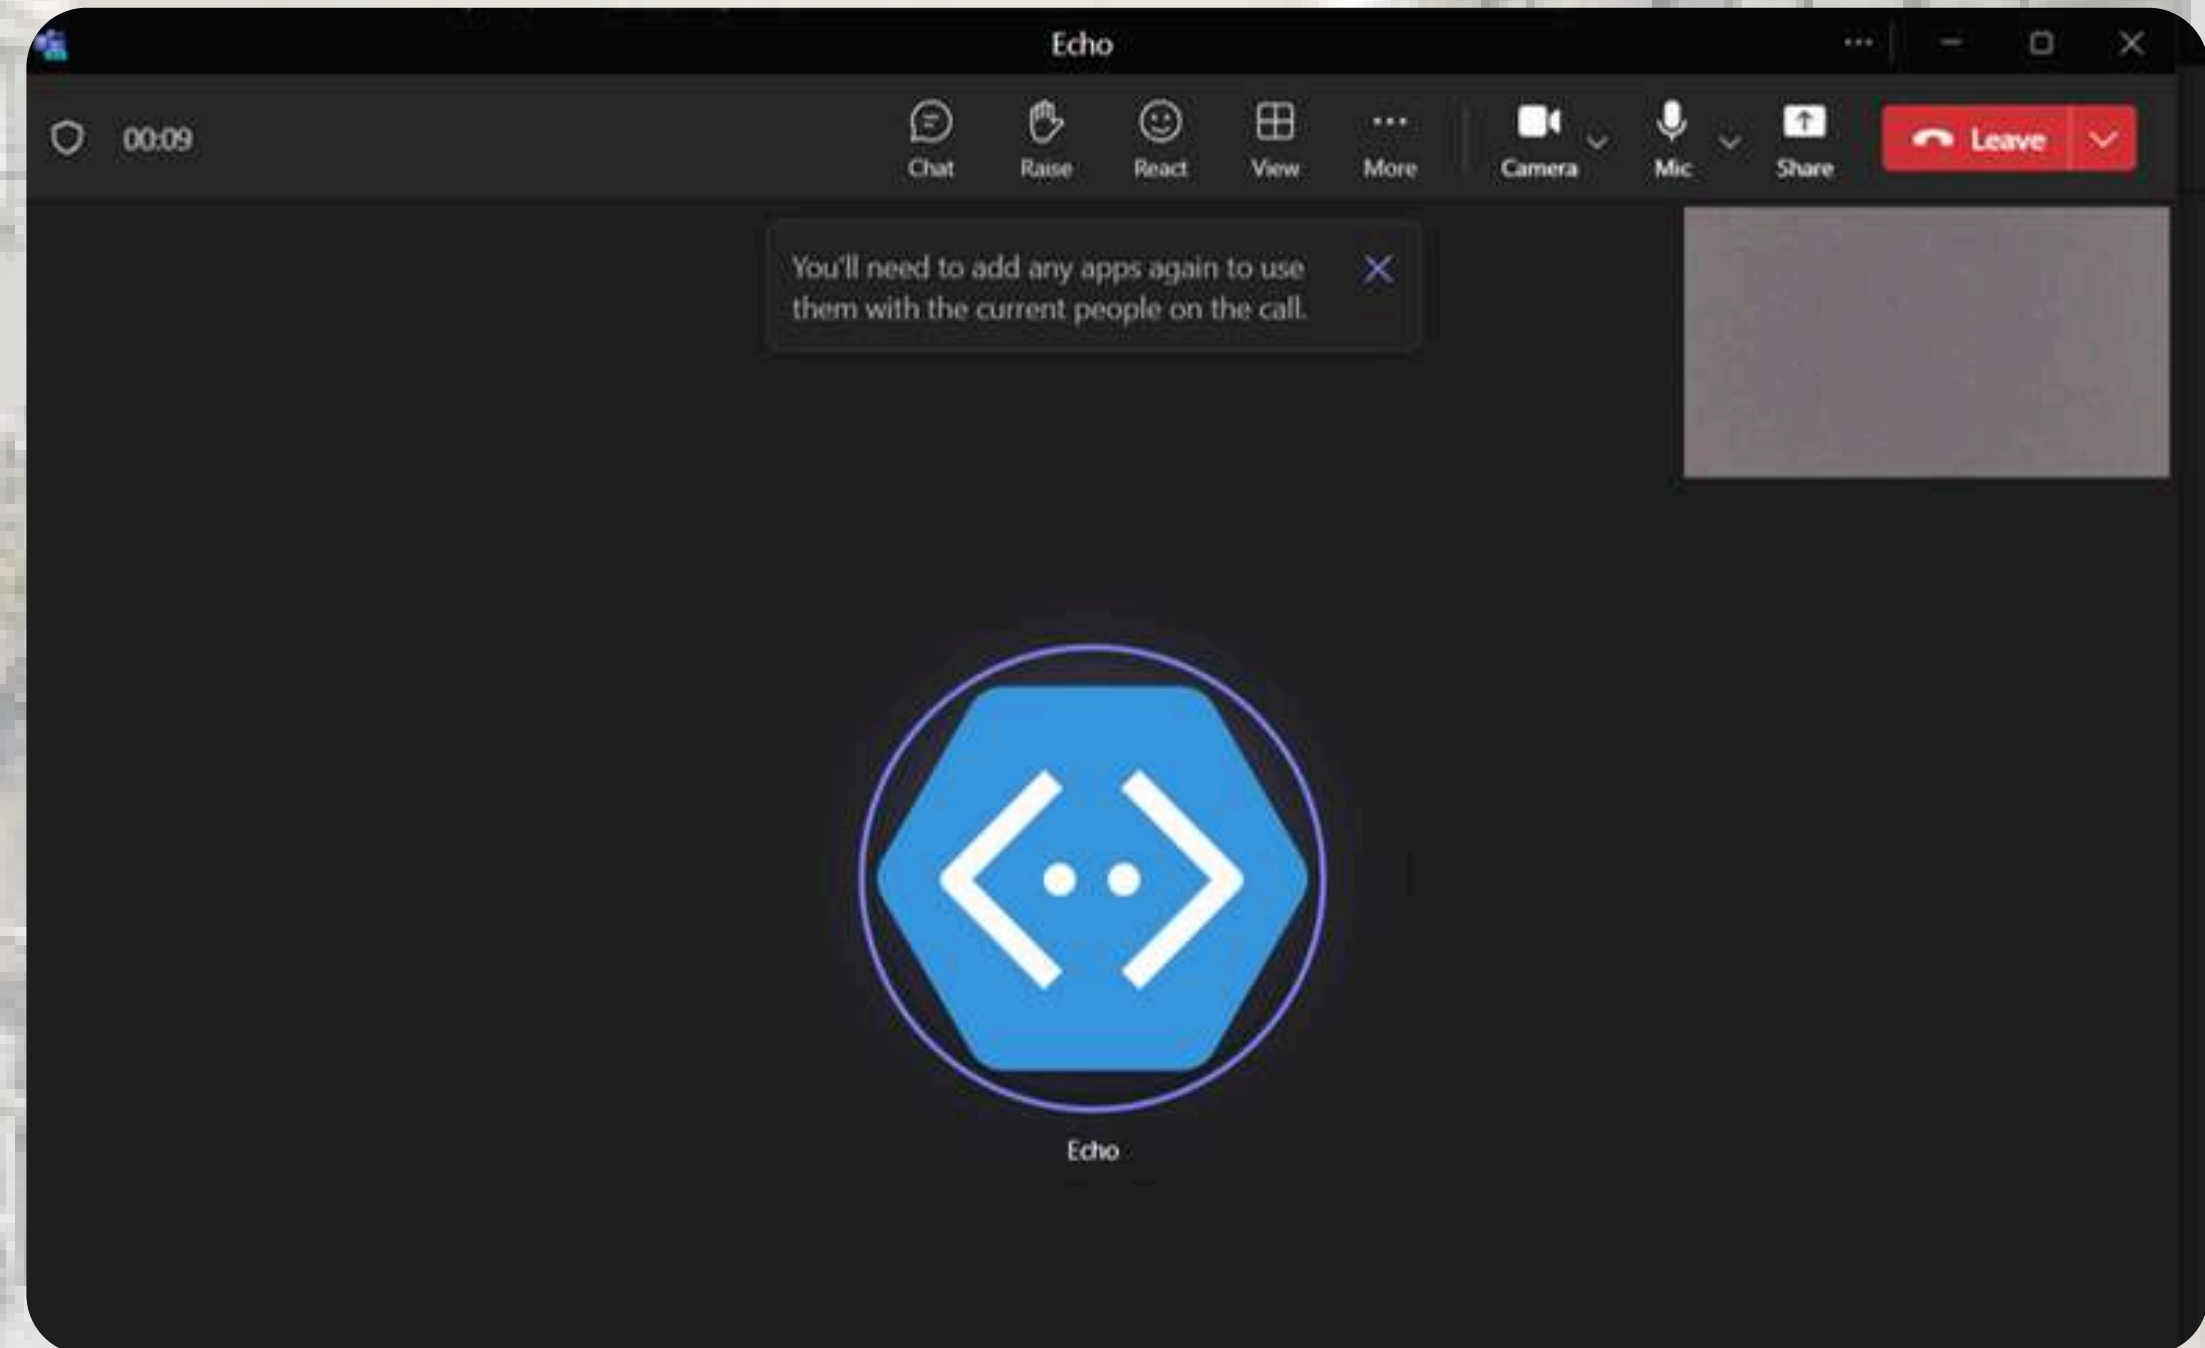 Echo
00:09
Chat
Raise
React
View
More
Camera
Mic
Share
Leave
You'll need to add any apps again to use
them with the current people on the call.
Echo